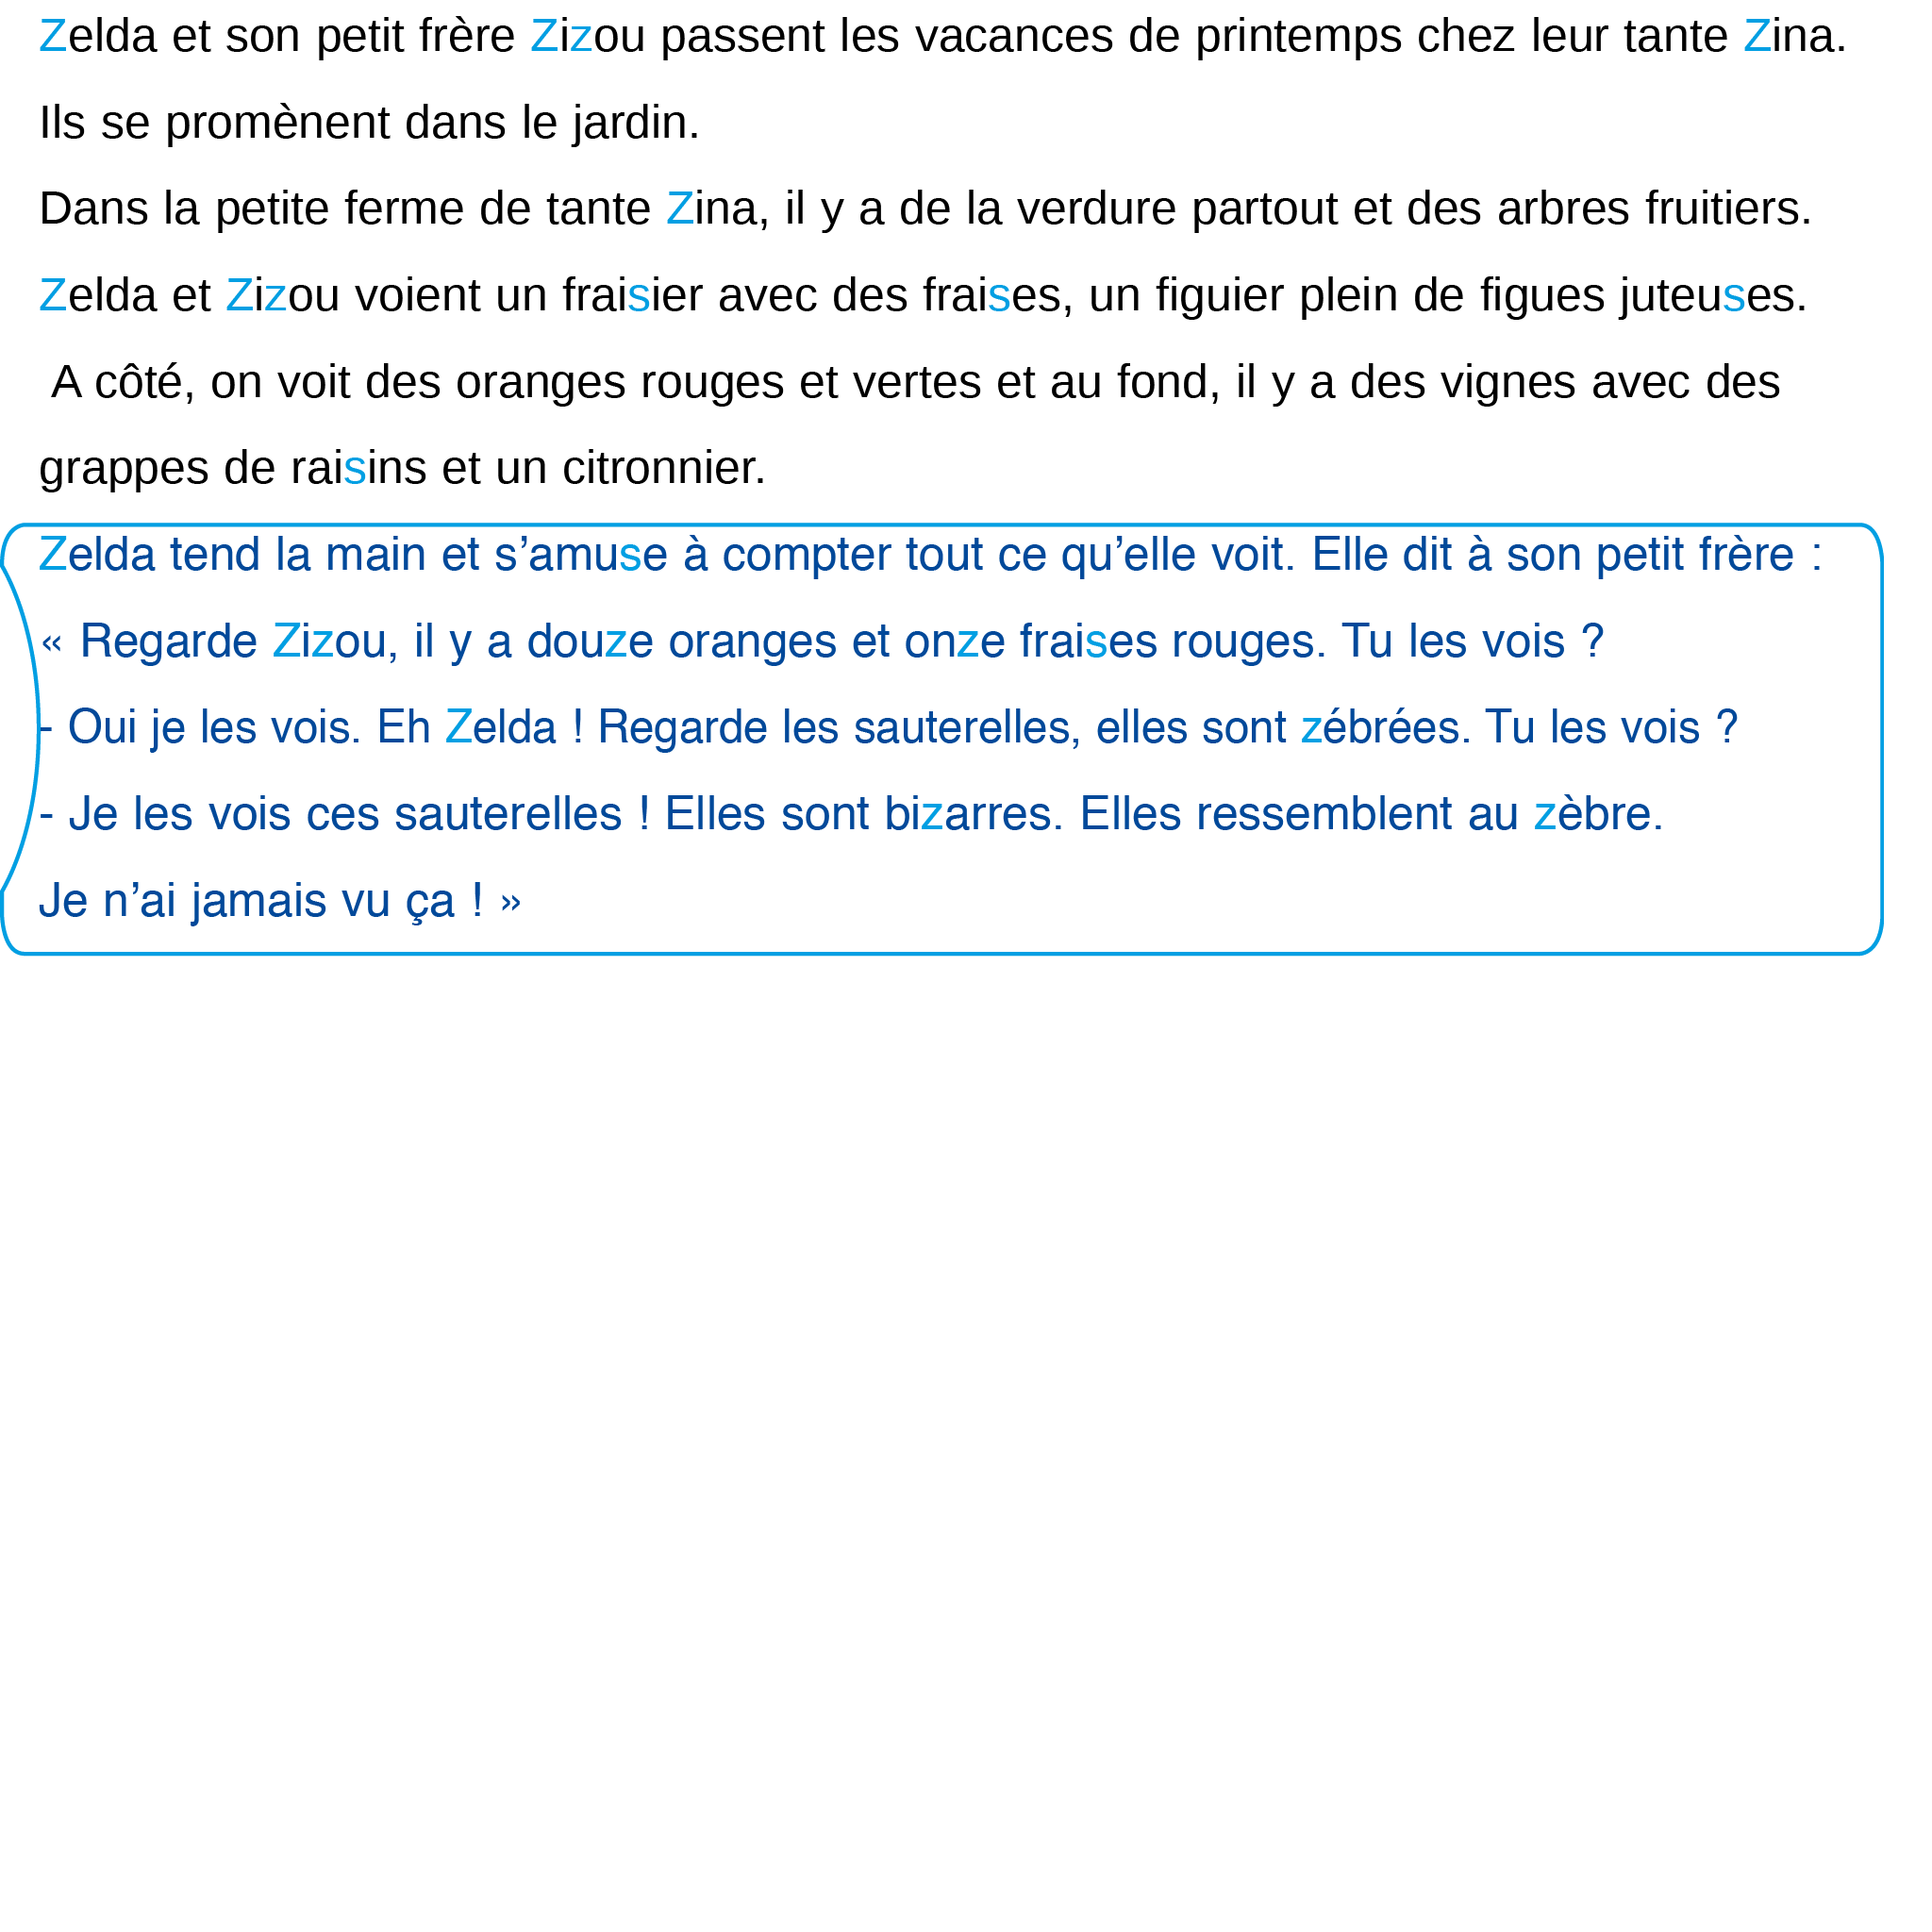 Zelda et son petit frère Zizou passent les vacances de printemps chez leur tante Zina.
Ils se promènent dans le jardin.
Dans la petite ferme de tante Zina, il y a de la verdure partout et des arbres fruitiers.
Zelda et Zizou voient un fraisier avec des fraises, un figuier plein de figues juteuses.
A côté, on voit des oranges rouges et vertes et au fond, il y a des vignes avec des
grappes de raisins et un citronnier.
Zelda tend la main et s’amuse à compter tout ce qu’elle voit. Elle dit à son petit frère :
« Regarde Zizou, il y a douze oranges et onze fraises rouges. Tu les vois ?
- Oui je les vois. Eh Zelda ! Regarde les sauterelles, elles sont zébrées. Tu les vois ?
- Je les vois ces sauterelles ! Elles sont bizarres. Elles ressemblent au zèbre.
Je n’ai jamais vu ça ! »